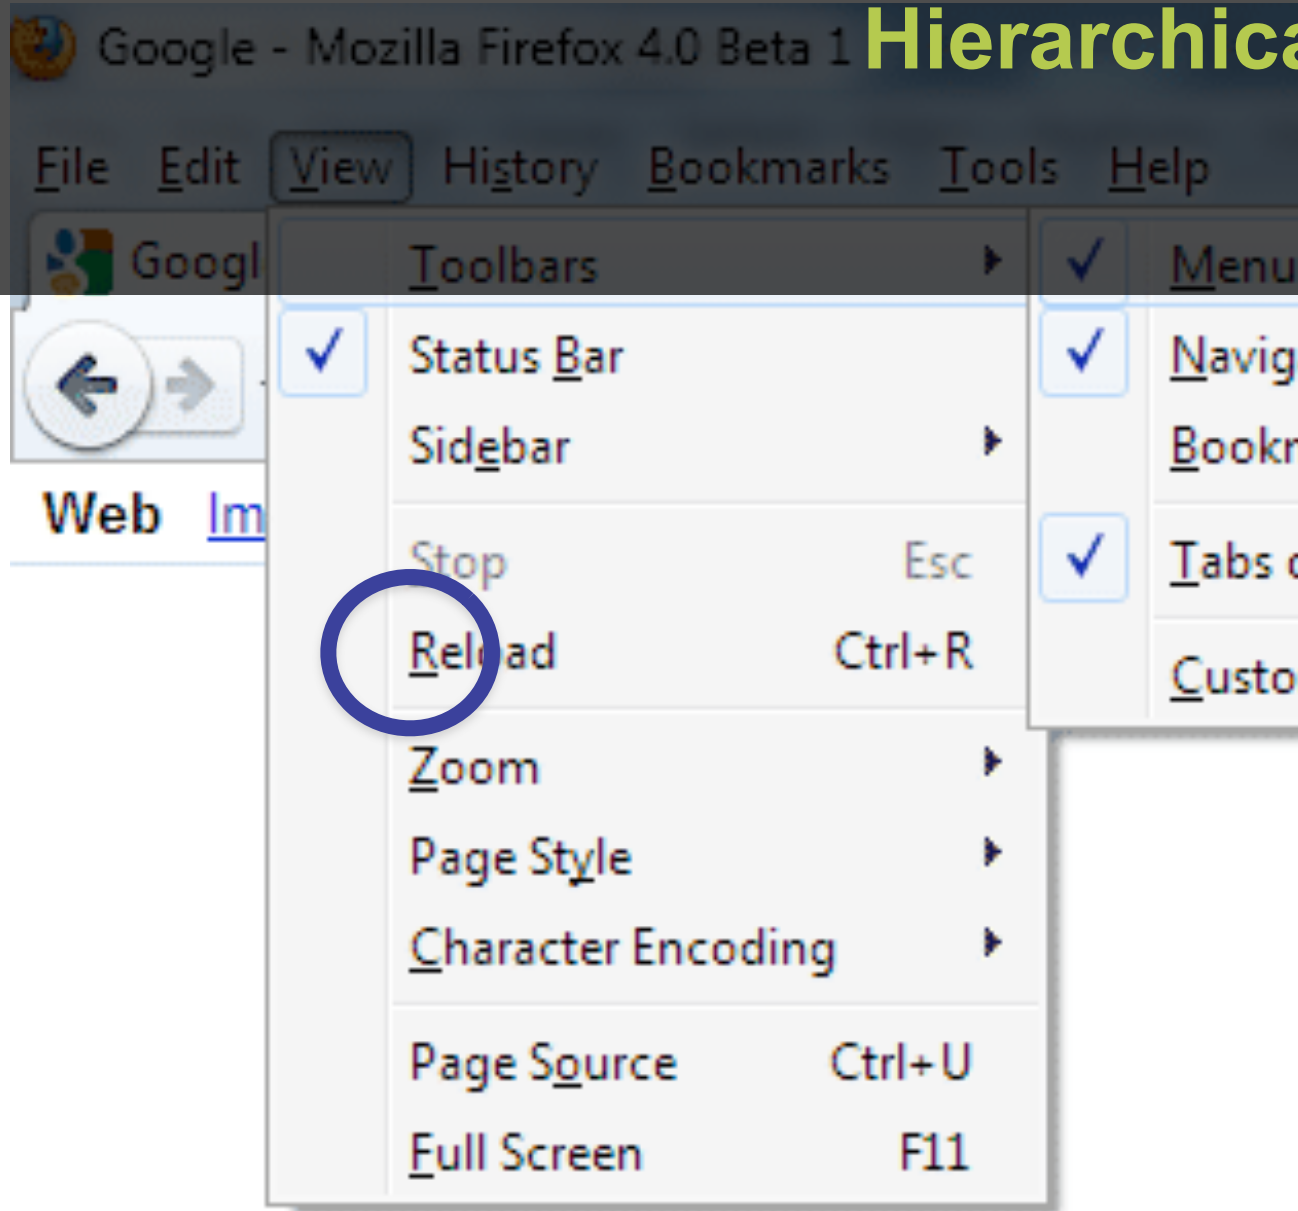 Google - Mozilla Firefox 4.0 Beta 1
Hierarchica
File Edit View History Bookmarks Tools Help
Googl
Toolbars
Menu
Status Bar
Navig
Sidebar
Bookm
Web Im
Stop Esc
Tabs o
Reload Ctrl+R
Custo
Zoom
Page Style
Character Encoding
Page Source Ctrl+U
Full Screen F11